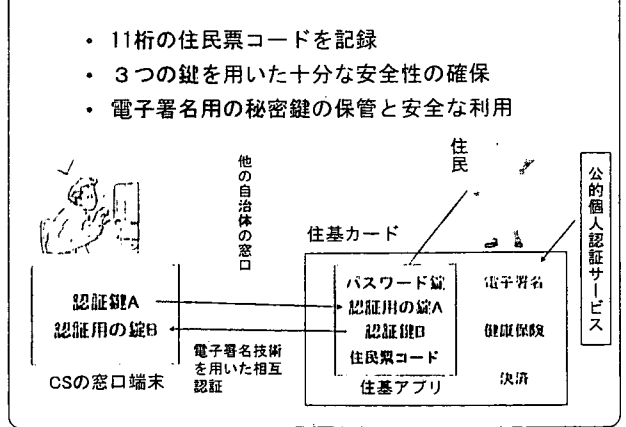 ・ 11桁の住民票コードを記録
・ 3つの鍵を用いた十分な安全性の確保
・ 電子署名用の秘密鍵の保管と安全な利用
他の自治体の窓口
住民
公的個人認証サービス
住基カード
認証鍵A
認証用の錠B
CSの窓口端末
電子署名技術
を用いた相互
認証
パスワード錠
認証用の錠A
認証鍵B
住民票コード
住基アプリ
電子署名
健康保険
決済